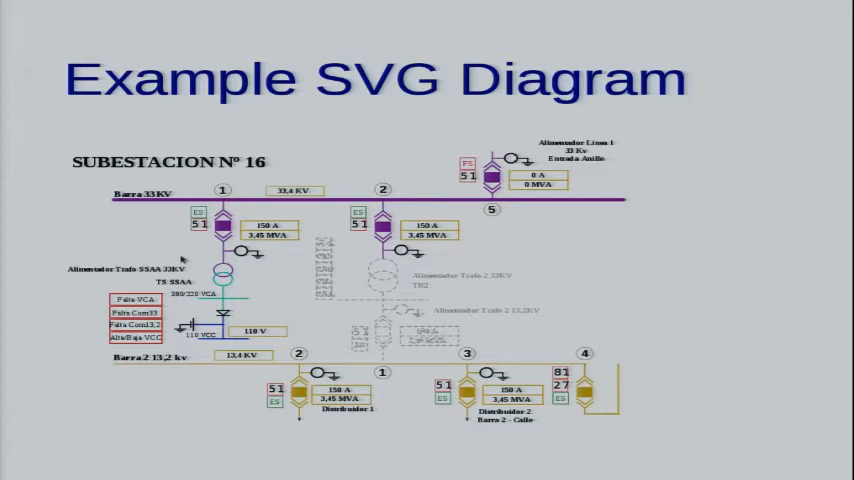 Example SVG Diagram
SUBESTACION Nº 16
Alimentador Linea 1
33 Kv
Entrada Anillo
FS
51
0 A
0 MVA
5
Barra 33KV
1
33,4 KV
2
ES
51
150 A
3,45 MVA
ES
51
150 A
3,45 MVA
Alimentador Trafo SSAA 33KV
TS SSAA
380/220 VCA
Alimentador Trafo 2 33KV
TR2
Falta VCA
Falta Com33
Falta Com13,2
Alta/Baja VCC
110 VCC
110 V
Alimentador Trafo 2 13,2KV
Barra 2 13,2 kv
13,4 KV
2
1
3
4
51
ES
150 A
3,45 MVA
Distribuidor 1
51
ES
150 A
3,45 MVA
Distribuidor 2
Barra 2 - Calle
81
27
ES